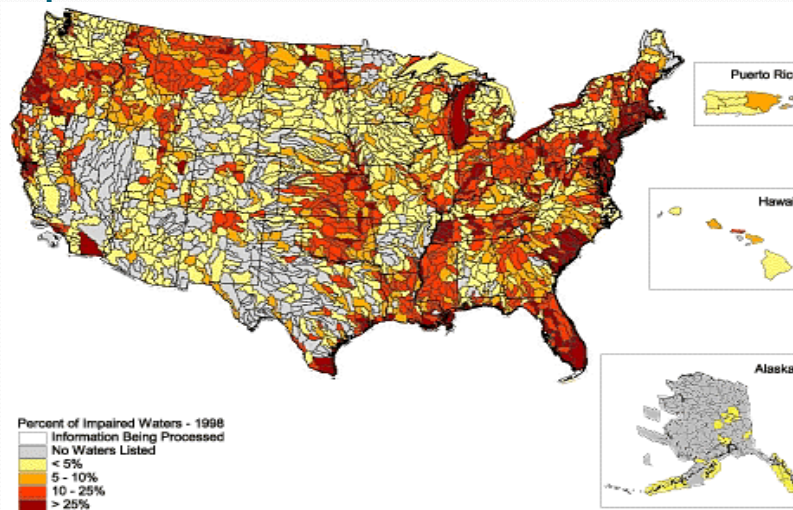 Puerto Ric
Hawai
Alaska
Percent of Impaired Waters - 1998
Information Being Processed
No Waters Listed
< 5%
5 - 10%
10 - 25%
> 25%